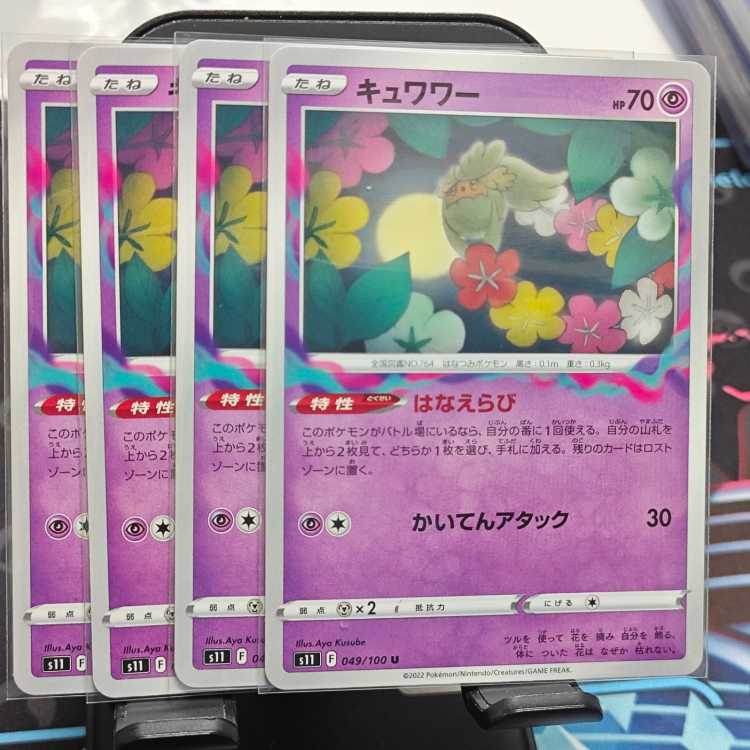 たね
たね
たね
たね キュワワー HP70
全国図鑑NO.764 はなつみポケモン 高さ:0.1m 重さ:0.3kg
特性
特性
特性
特性 とくせい はなえらび
このポケモンがバトル場にいるなら、自分の番に1回使える。自分の山札を
上から2枚見て、どちらか1枚を選び、手札に加える。残りのカードはロスト
ゾーンに置く。
このポケ
上から2
ゾーンに
このポケ
上から2枚
ゾーンに置
このポケモ
上から2枚
ゾーンに置
かいてんアタック 30
弱点
弱点
弱点
弱点 ×2 抵抗力 にげる
ツルを 使って 花を 摘み 自分を 飾る。
体に ついた 花は なぜか 枯れない。
Illus.Aya
Illus.Aya
Illus.Aya Kusube
Illus.Aya Kusube
s11 F
s11 F
s11 F
s11 F 049/100 U
©2022 Pokémon/Nintendo/Creatures/GAME FREAK.